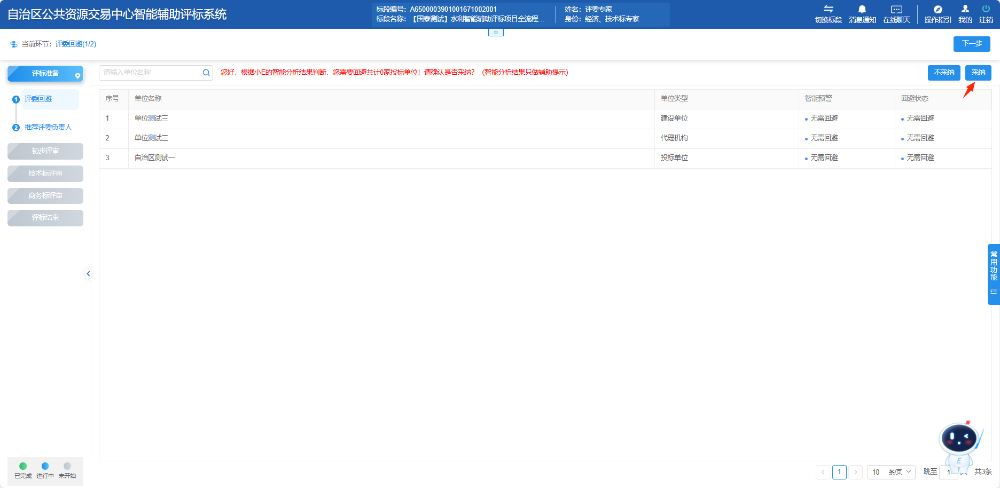 自治区公共资源交易中心智能辅助评标系统
标段编号：A6500003901001671002001
标段名称：【国泰测试】水利智能辅助评标项目全流程...
姓名：评委专家
身份：经济、技术标专家
切换标段 消息通知 在线聊天 操作指引 我的 注销
当前环节：评委回避(1/2)
下一步
评标准备
1 评委回避
2 推荐评委负责人
初步评审
技术标评审
商务标评审
评标结束
已完成 进行中 未开始
请输入单位名称
您好，根据小E的智能分析结果判断，您需要回避共计0家投标单位！请确认是否采纳？（智能分析结果只做辅助提示）
不采纳 采纳
序号 单位名称 单位类型 智能预警 回避状态
1 单位测试三 建设单位 无需回避 无需回避
2 单位测试三 代理机构 无需回避 无需回避
3 自治区测试一 投标单位 无需回避 无需回避
常用功能
E
1 10 条/页 跳至 1 共3条